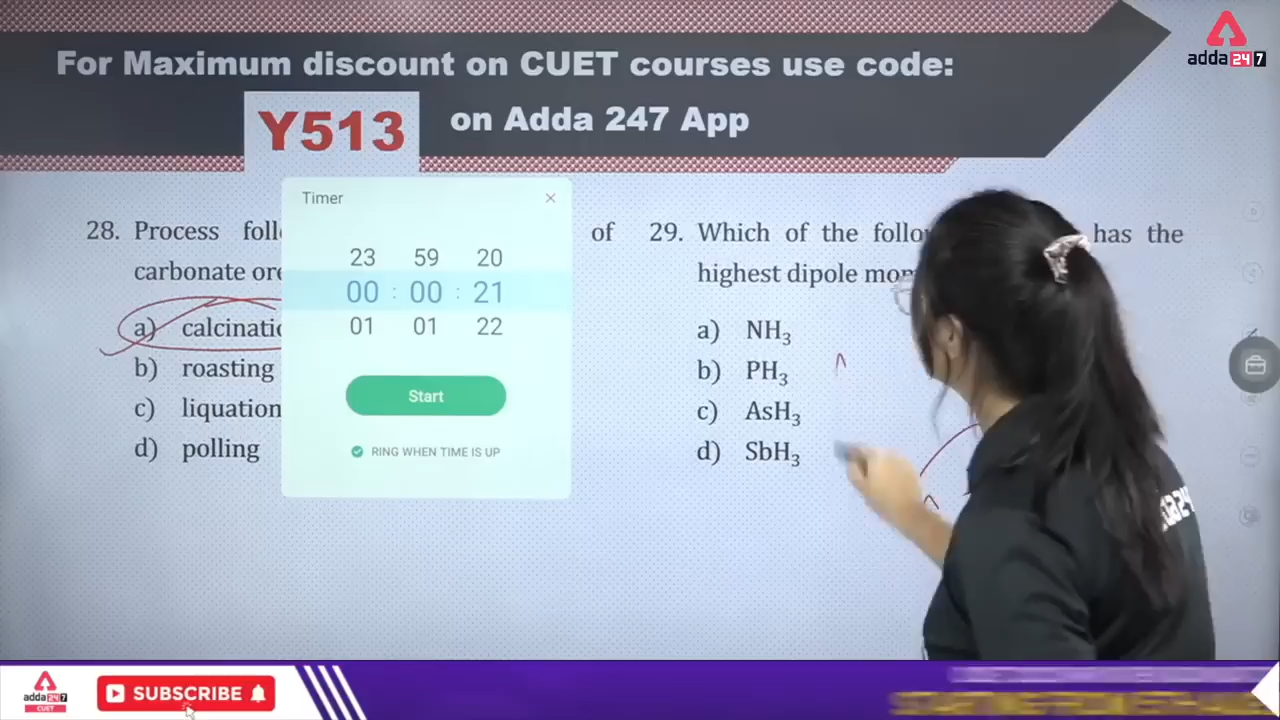 For Maximum discount on CUET courses use code:
Y513 on Adda 247 App
adda247
Timer
23 59 20
00 : 00 : 21
01 01 22
Start
RING WHEN TIME IS UP
28. Process of
carbonate
a) calcination
b) roasting
c) liquation
d) polling
29. Which of the has the
highest dipole
a) NH3
b) PH3
c) AsH3
d) SbH3
adda247
CUET
SUBSCRIBE